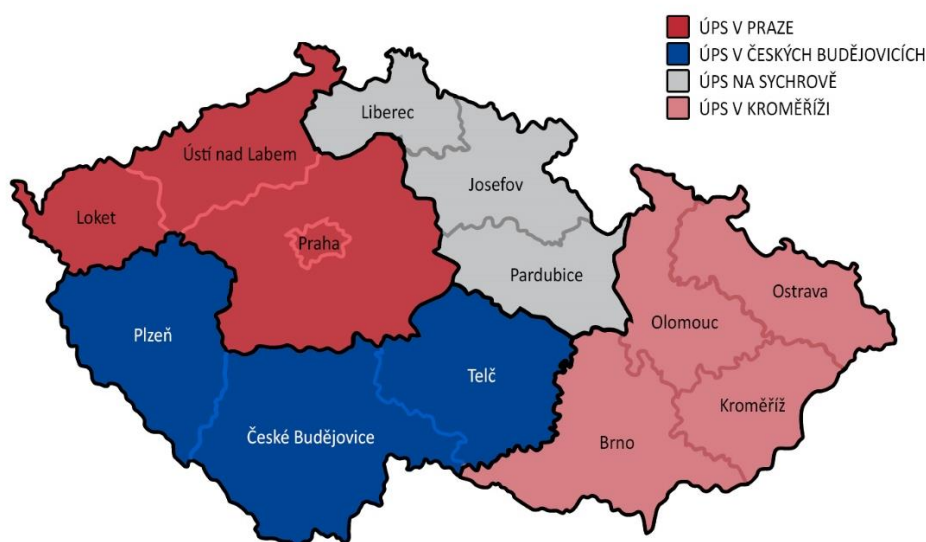 ÚPS V PRAZE
ÚPS V ČESKÝCH BUDĚJOVICÍCH
ÚPS NA SYCHROVĚ
ÚPS V KROMĚŘÍŽI
Liberec
Ústí nad Labem
Josefov
Loket
Praha
Pardubice
Ostrava
Olomouc
Plzeň
Telč
Kroměříž
České Budějovice
Brno